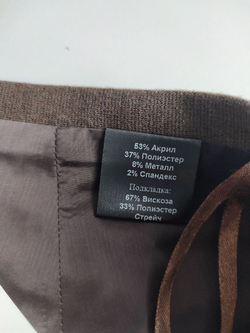 53% Акрил
37% Полиэстер
8% Металл
2% Спандекс
Подкладка:
67% Вискоза
33% Полиэстер
Стрейч